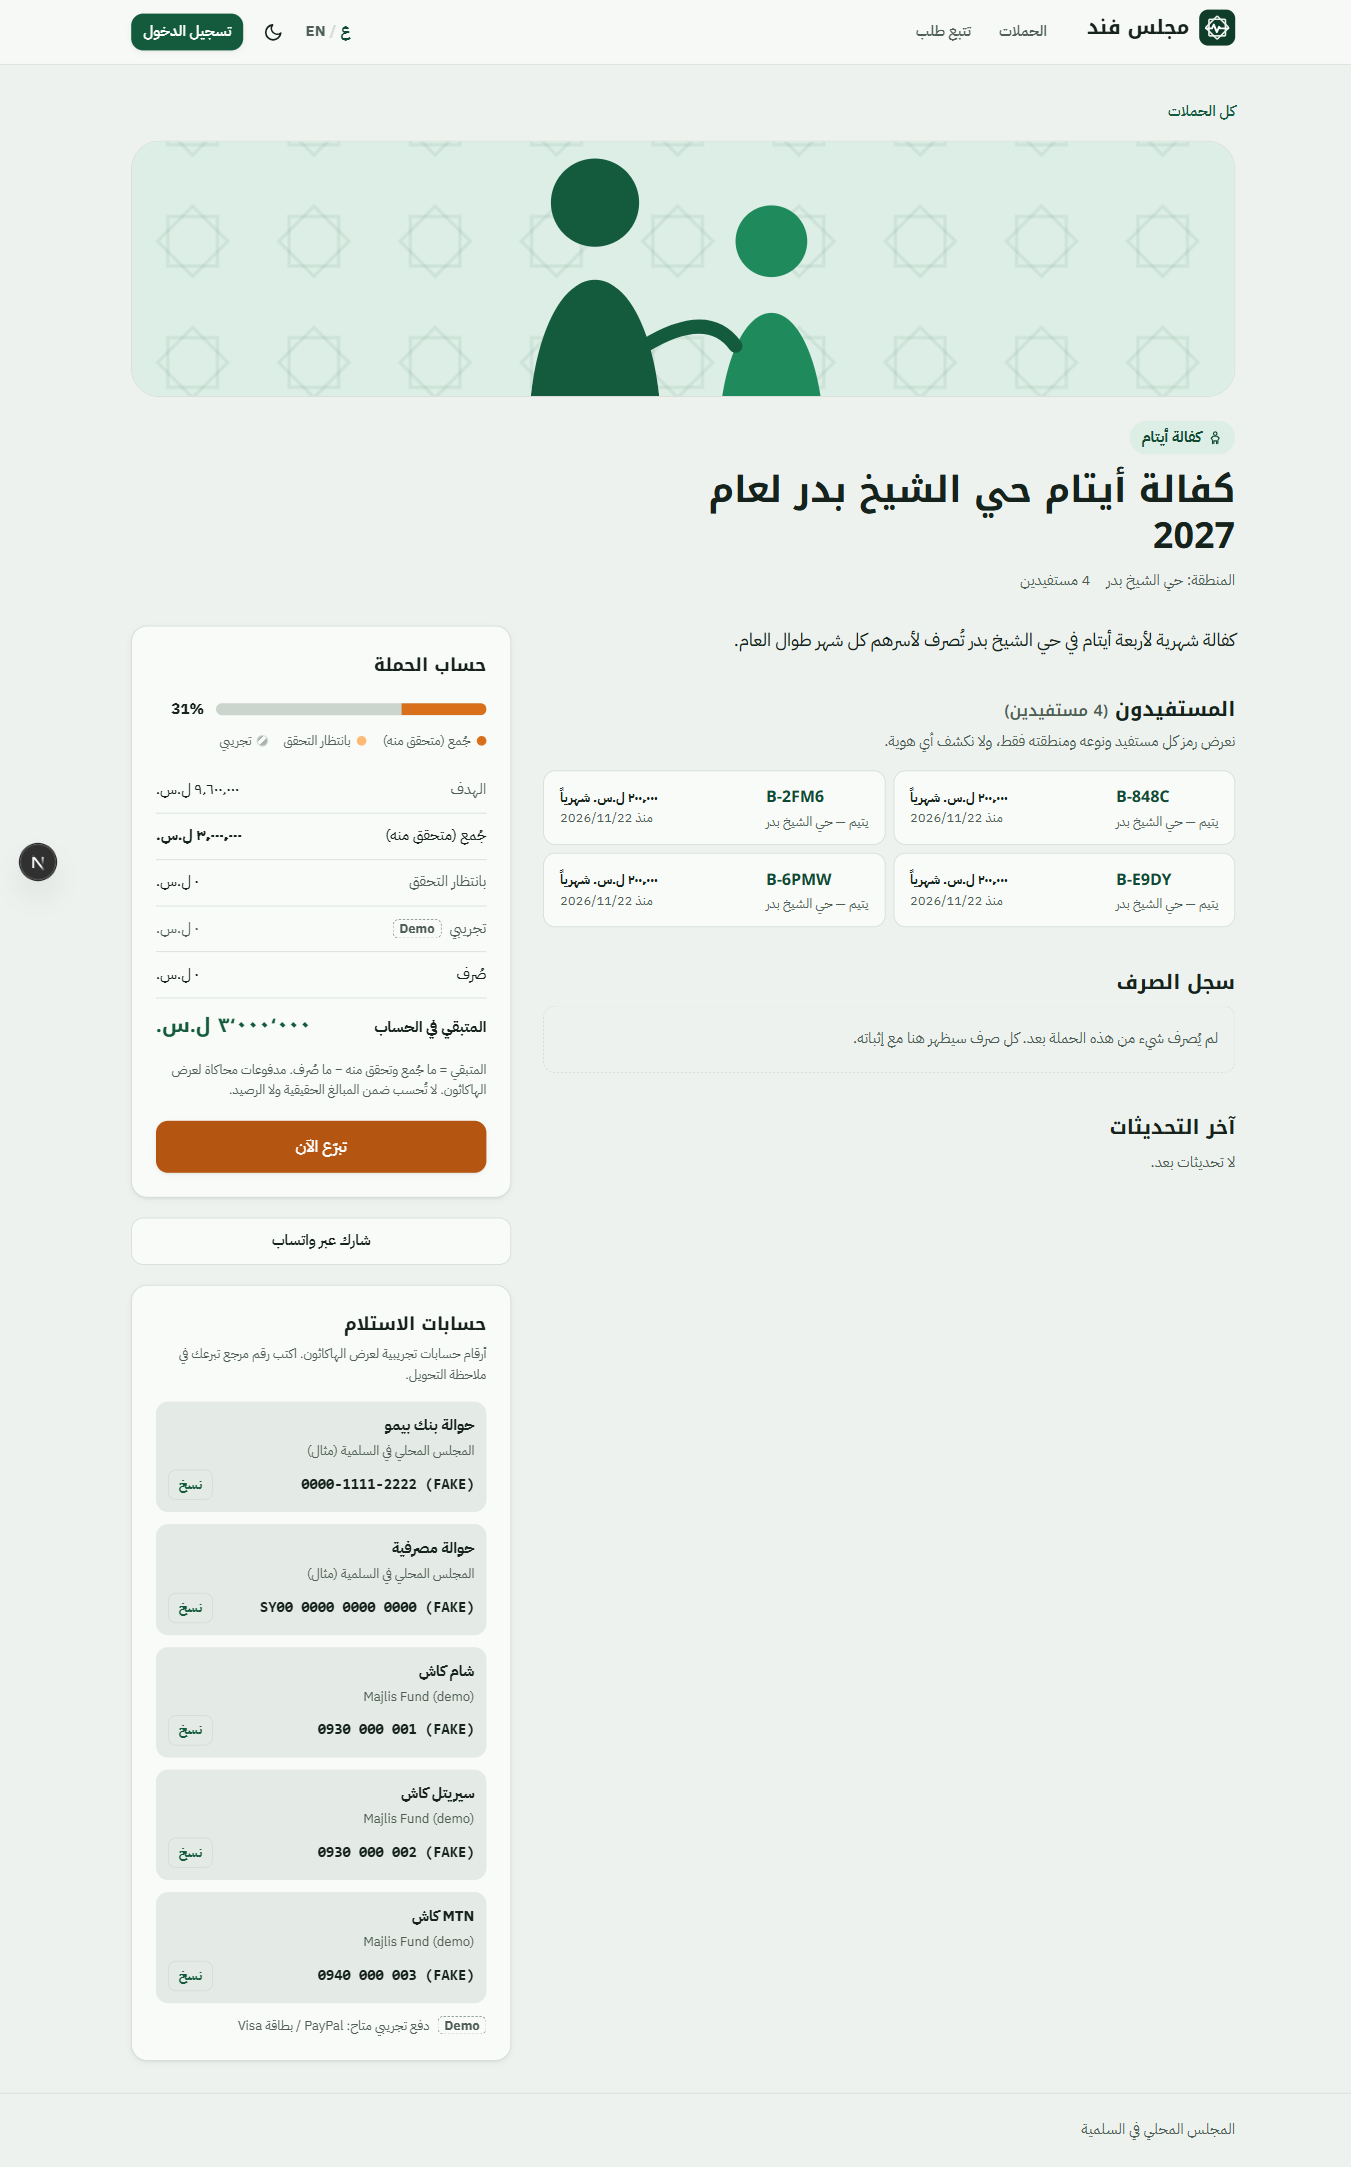 مجلس فند
الحملات
تتبع طلب
ع / EN
تسجيل الدخول
كل الحملات
كفالة أيتام
كفالة أيتام حي الشيخ بدر لعام
2027
المنطقة: حي الشيخ بدر 4 مستفيدين
كفالة شهرية لأربعة أيتام في حي الشيخ بدر تُصرف لأسرهم كل شهر طوال العام.
المستفيدون (4 مستفيدين)
نعرض رمز كل مستفيد ونوعه ومنطقته فقط، ولا نكشف أي هوية.
B-848C
يتيم — حي الشيخ بدر
٢٠٠,٠٠٠ ل.س. شهرياً
منذ 2026/11/22
B-2FM6
يتيم — حي الشيخ بدر
٢٠٠,٠٠٠ ل.س. شهرياً
منذ 2026/11/22
B-E9DY
يتيم — حي الشيخ بدر
٢٠٠,٠٠٠ ل.س. شهرياً
منذ 2026/11/22
B-6PMW
يتيم — حي الشيخ بدر
٢٠٠,٠٠٠ ل.س. شهرياً
منذ 2026/11/22
سجل الصرف
لم يُصرف شيء من هذه الحملة بعد. كل صرف سيظهر هنا مع إثباته.
آخر التحديثات
لا تحديثات بعد.
حساب الحملة
31%
جُمع (متحقق منه)
بانتظار التحقق
تجريبي
الهدف ٩,٦٠٠,٠٠٠ ل.س.
جُمع (متحقق منه) ٣,٠٠٠,٠٠٠ ل.س.
بانتظار التحقق ٠ ل.س.
تجريبي Demo ٠ ل.س.
صُرف ٠ ل.س.
المتبقي في الحساب ٣٬٠٠٠٬٠٠٠ ل.س.
المتبقي = ما جُمع وتحقق منه − ما صُرف. مدفوعات محاكاة لعرض
الهاكاثون. لا تُحسب ضمن المبالغ الحقيقية ولا الرصيد.
تبرّع الآن
شارك عبر واتساب
حسابات الاستلام
أرقام حسابات تجريبية لعرض الهاكاثون. اكتب رقم مرجع تبرعك في
ملاحظة التحويل.
حوالة بنك بيمو
المجلس المحلي في السلمية (مثال)
0000-1111-2222 (FAKE)
نسخ
حوالة مصرفية
المجلس المحلي في السلمية (مثال)
SY00 0000 0000 0000 (FAKE)
نسخ
شام كاش
Majlis Fund (demo)
0930 000 001 (FAKE)
نسخ
سيريتل كاش
Majlis Fund (demo)
0930 000 002 (FAKE)
نسخ
MTN كاش
Majlis Fund (demo)
0940 000 003 (FAKE)
نسخ
Demo دفع تجريبي متاح: PayPal / بطاقة Visa
المجلس المحلي في السلمية
N